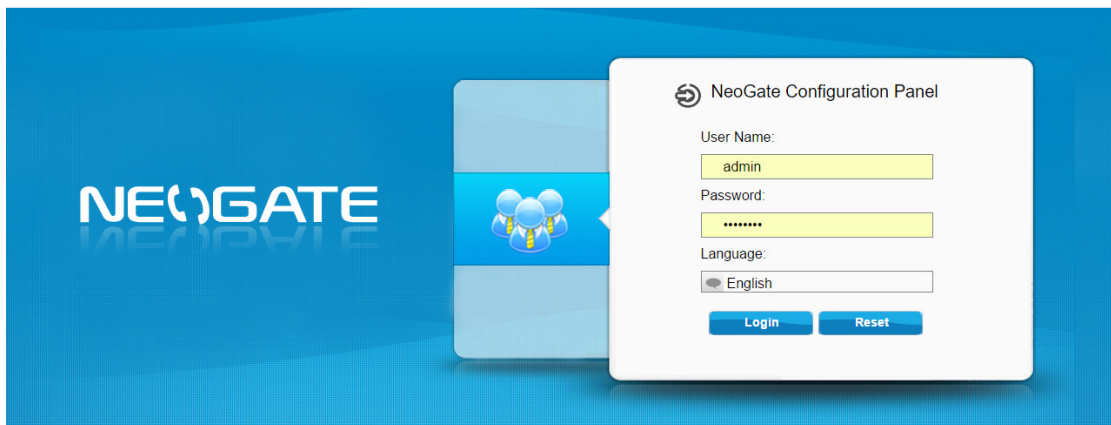 NEOGATE
NeoGate Configuration Panel
User Name:
admin
Password:
••••••••
Language:
English
Login Reset